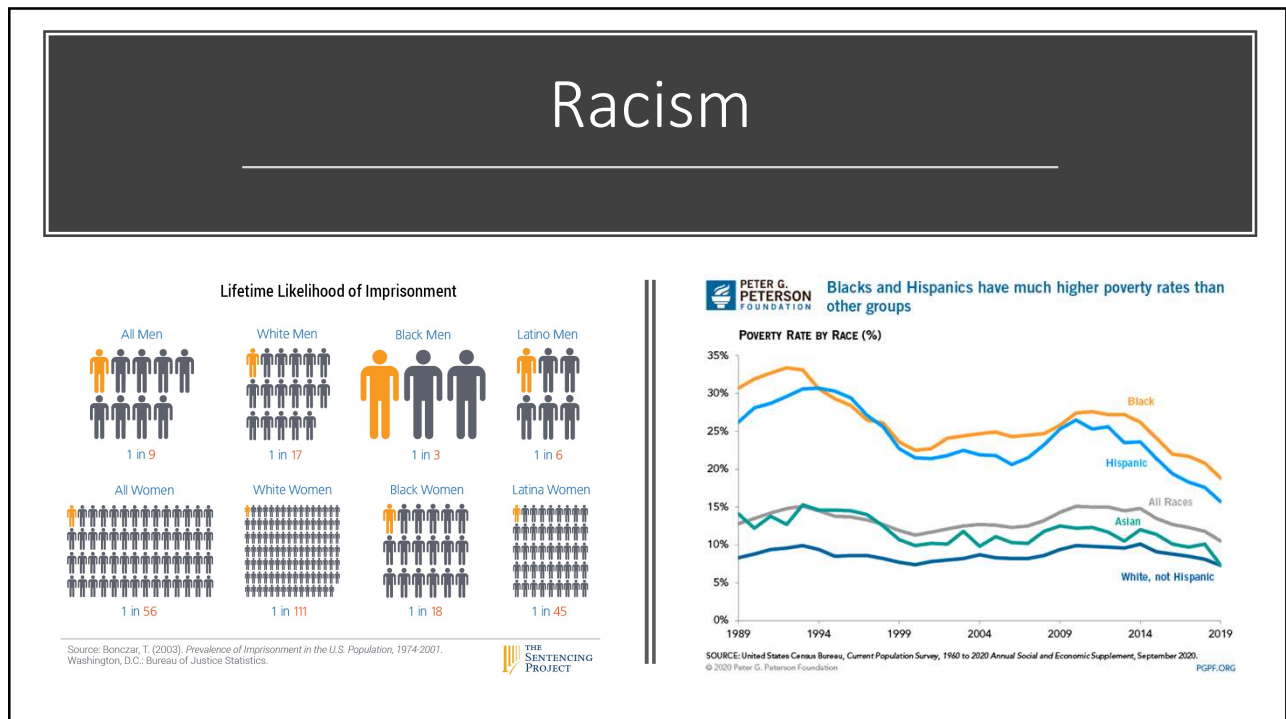 Racism
Lifetime Likelihood of Imprisonment
All Men
White Men
Black Men
Latino Men
1 in 9
1 in 17
1 in 3
1 in 6
All Women
White Women
Black Women
Latina Women
1 in 56
1 in 111
1 in 18
1 in 45
Source: Bonczar, T. (2003). Prevalence of Imprisonment in the U.S. Population, 1974-2001.
Washington, D.C.: Bureau of Justice Statistics.
THE
SENTENCING
PROJECT
PETER G.
PETERSON
FOUNDATION
Blacks and Hispanics have much higher poverty rates than
other groups
POVERTY RATE BY RACE (%)
35%
30%
25%
20%
15%
10%
5%
0%
Black
Hispanic
All Races
Asian
White, not Hispanic
1989
1994
1999
2004
2009
2014
2019
SOURCE: United States Census Bureau, Current Population Survey, 1960 to 2020 Annual Social and Economic Supplement, September 2020.
© 2020 Peter G. Peterson Foundation
PGPF.ORG